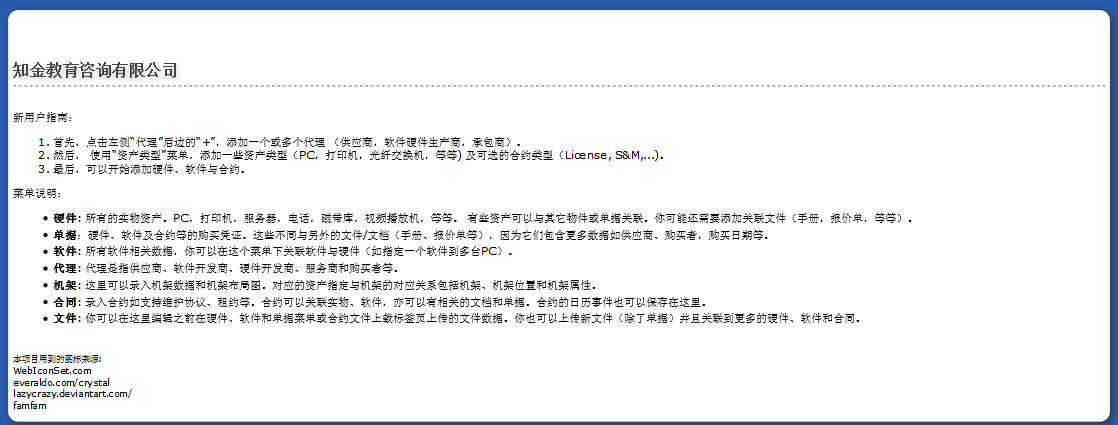 知金教育咨询有限公司
新用户指南：
1. 首先，点击左侧“代理”后边的“+”，添加一个或多个代理 （供应商，软件硬件生产商，承包商）。
2. 然后， 使用“资产类型”菜单，添加一些资产类型（PC，打印机，光纤交换机，等等) 及可选的合约类型（License, S&M,...)。
3. 最后，可以开始添加硬件、软件与合约。
菜单说明：
• 硬件: 所有的实物资产。PC，打印机，服务器，电话，磁带库，视频播放机，等等。 有些资产可以与其它物件或单据关联。你可能还需要添加关联文件（手册，报价单，等等）。
• 单据：硬件、软件及合约等的购买凭证。这些不同与另外的文件/文档（手册、报价单等），因为它们包含更多数据如供应商、购买者，购买日期等。
• 软件: 所有软件相关数据，你可以在这个菜单下关联软件与硬件（如指定一个软件到多台PC）。
• 代理: 代理是指供应商、软件开发商、硬件开发商、服务商和购买者等。
• 机架: 这里可以录入机架数据和机架布局图。对应的资产指定与机架的对应关系包括机架、机架位置和机架属性。
• 合同: 录入合约如支持维护协议、租约等。合约可以关联实物、软件，亦可以有相关的文档和单据。合约的日历事件也可以保存在这里。
• 文件: 你可以在这里编辑之前在硬件、软件和单据菜单或合约文件上载标签页上传的文件数据。你也可以上传新文件（除了单据）并且关联到更多的硬件、软件和合同。
本项目用到的图标来源:
WebIconSet.com
everaldo.com/crystal
lazycrazy.deviantart.com/
famfam